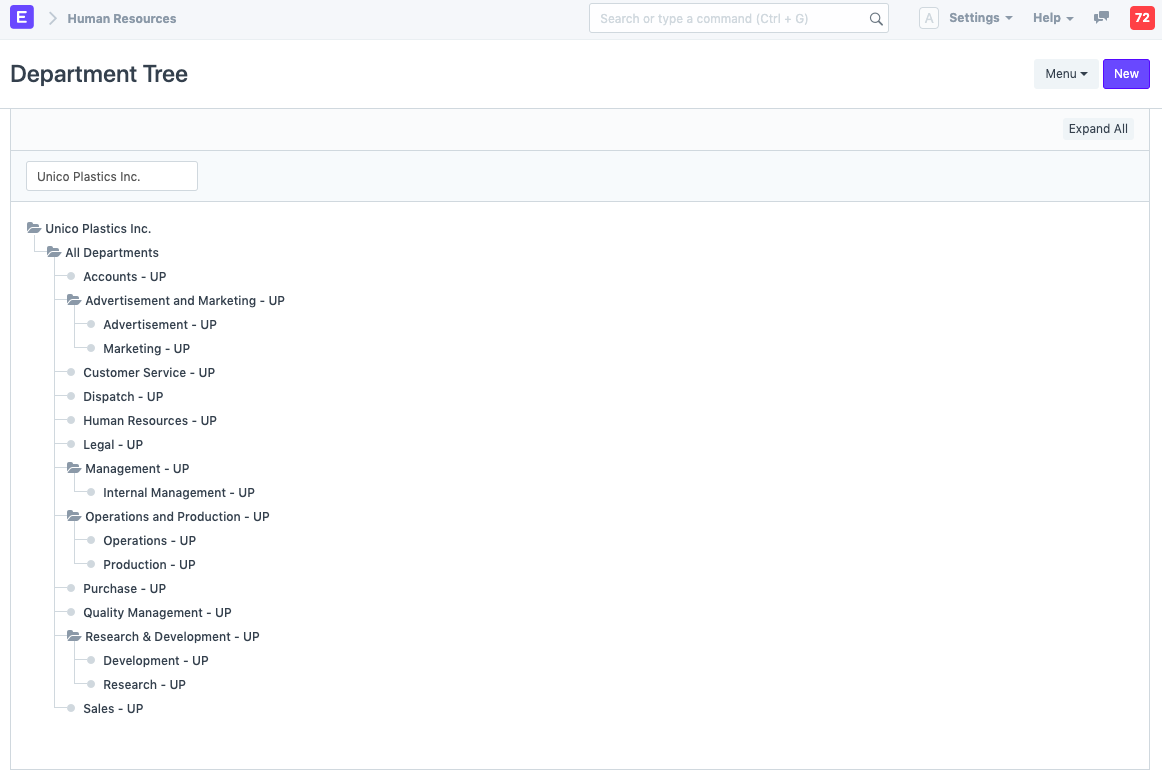 E Human Resources Search or type a command (Ctrl + G) A Settings Help 72
Department Tree Menu New
Expand All
Unico Plastics Inc.
Unico Plastics Inc.
All Departments
Accounts - UP
Advertisement and Marketing - UP
Advertisement - UP
Marketing - UP
Customer Service - UP
Dispatch - UP
Human Resources - UP
Legal - UP
Management - UP
Internal Management - UP
Operations and Production - UP
Operations - UP
Production - UP
Purchase - UP
Quality Management - UP
Research & Development - UP
Development - UP
Research - UP
Sales - UP